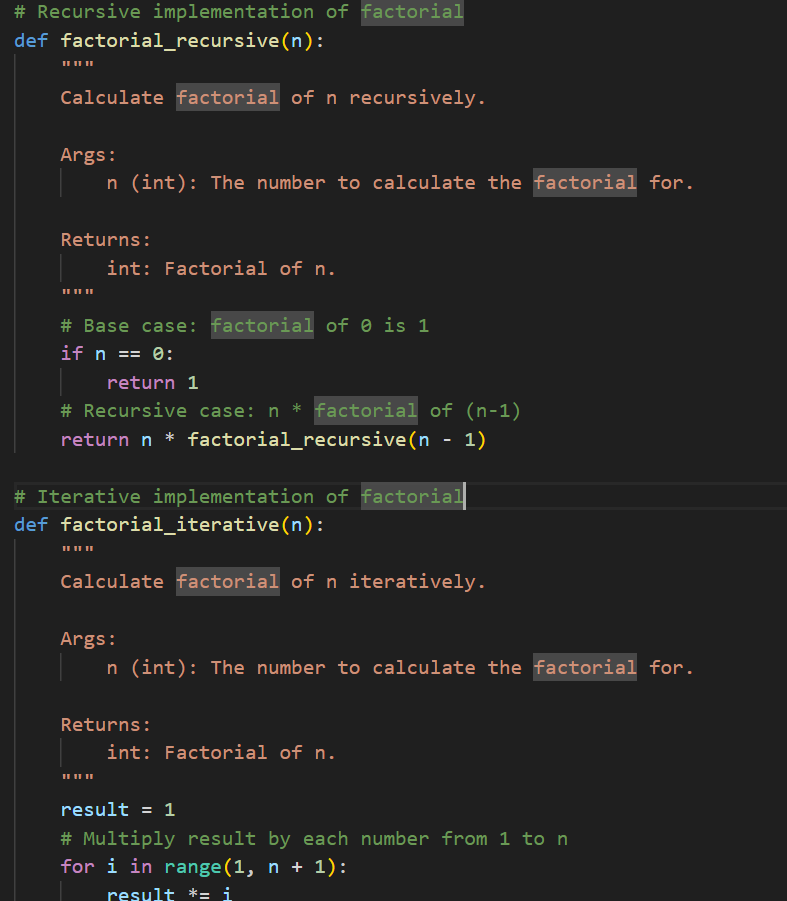 # Recursive implementation of factorial
def factorial_recursive(n):
    """
    Calculate factorial of n recursively.

    Args:
        n (int): The number to calculate the factorial for.

    Returns:
        int: Factorial of n.
    """
    # Base case: factorial of 0 is 1
    if n == 0:
        return 1
    # Recursive case: n * factorial of (n-1)
    return n * factorial_recursive(n - 1)

# Iterative implementation of factorial
def factorial_iterative(n):
    """
    Calculate factorial of n iteratively.

    Args:
        n (int): The number to calculate the factorial for.

    Returns:
        int: Factorial of n.
    """
    result = 1
    # Multiply result by each number from 1 to n
    for i in range(1, n + 1):
        result *= i